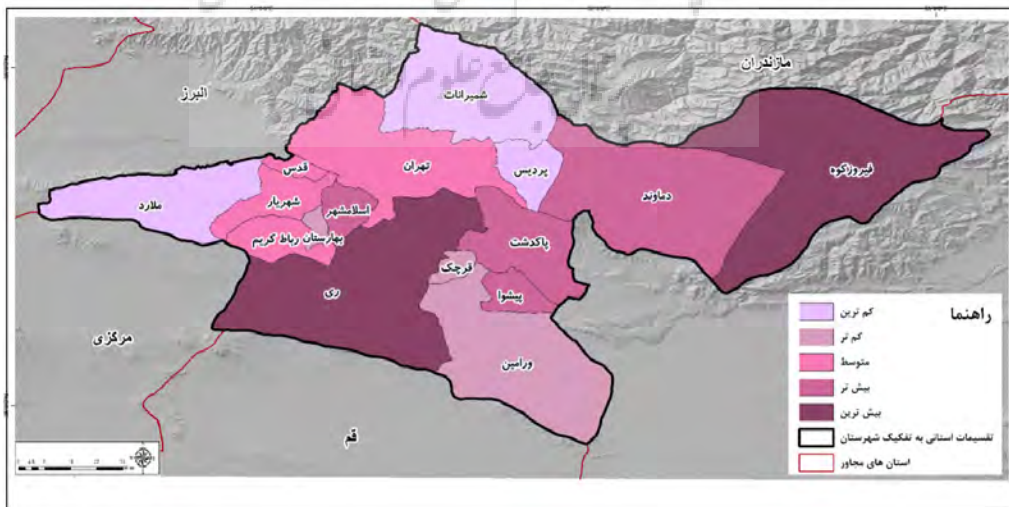 مازندران
البرز
شمیرانات
تهران
پردیس
فیروزکوه
دماوند
قدس
ملارد
شهریار
اسلامشهر
رباط کریم
بهارستان
پاکدشت
قرچک
ری
پیشوا
ورامین
مرکزی
قم
راهنما
کم ترین
کم تر
متوسط
بیش تر
بیش ترین
تقسیمات استانی به تفکیک شهرستان
استان های مجاور